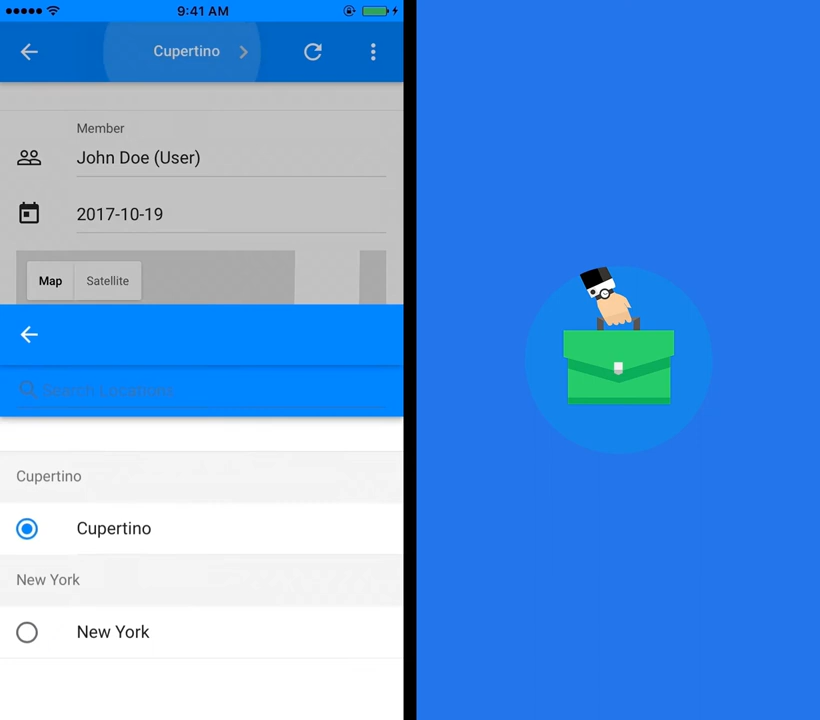 9:41 AM
Cupertino
Member
John Doe (User)
2017-10-19
Map
Satellite
Search Locations
Cupertino
Cupertino
New York
New York